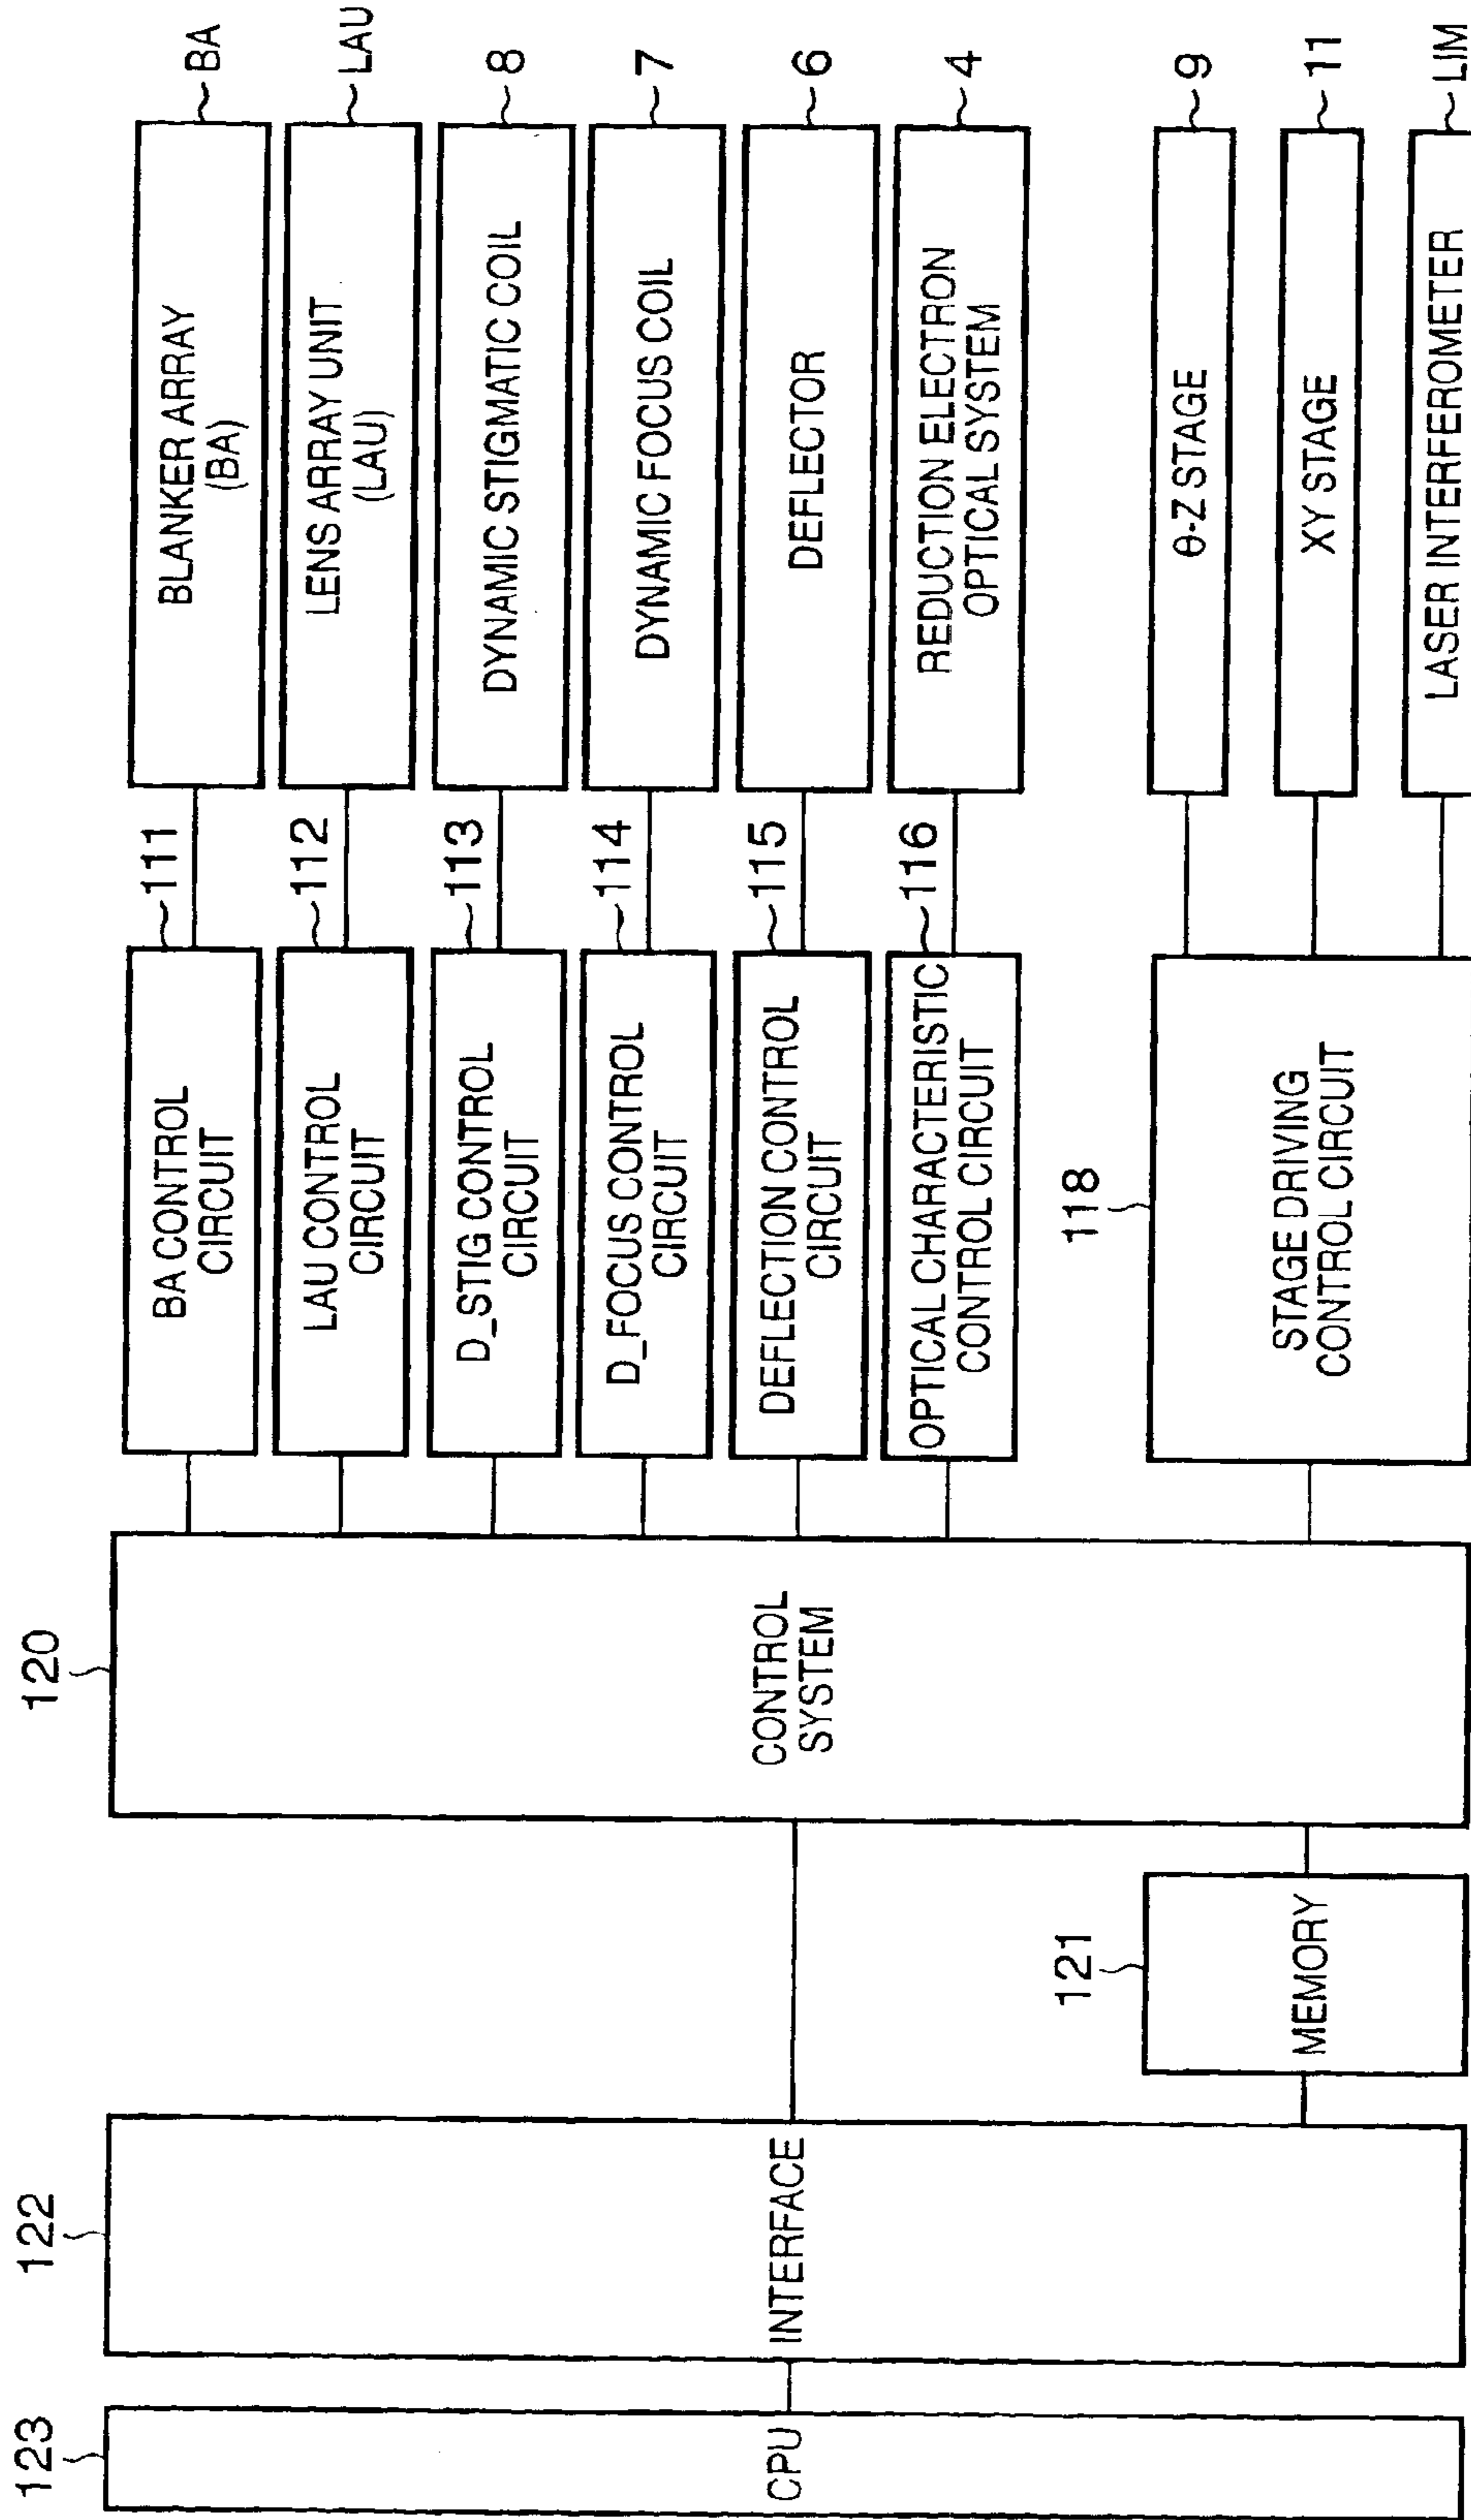 123
CPU
122
INTERFACE
121
MEMORY
120
CONTROL
SYSTEM
BA CONTROL
CIRCUIT
111
BLANKER ARRAY
(BA)
BA
LAU CONTROL
CIRCUIT
112
LENS ARRAY UNIT
(LAU)
LAU
D_STIG CONTROL
CIRCUIT
113
DYNAMIC STIGMATIC COIL
8
D_FOCUS CONTROL
CIRCUIT
114
DYNAMIC FOCUS COIL
7
DEFLECTION CONTROL
CIRCUIT
115
DEFLECTOR
6
OPTICAL CHARACTERISTIC
CONTROL CIRCUIT
116
REDUCTION ELECTRON
OPTICAL SYSTEM
4
118
STAGE DRIVING
CONTROL CIRCUIT
θ-Z STAGE
9
XY STAGE
11
LASER INTERFEROMETER
LIM